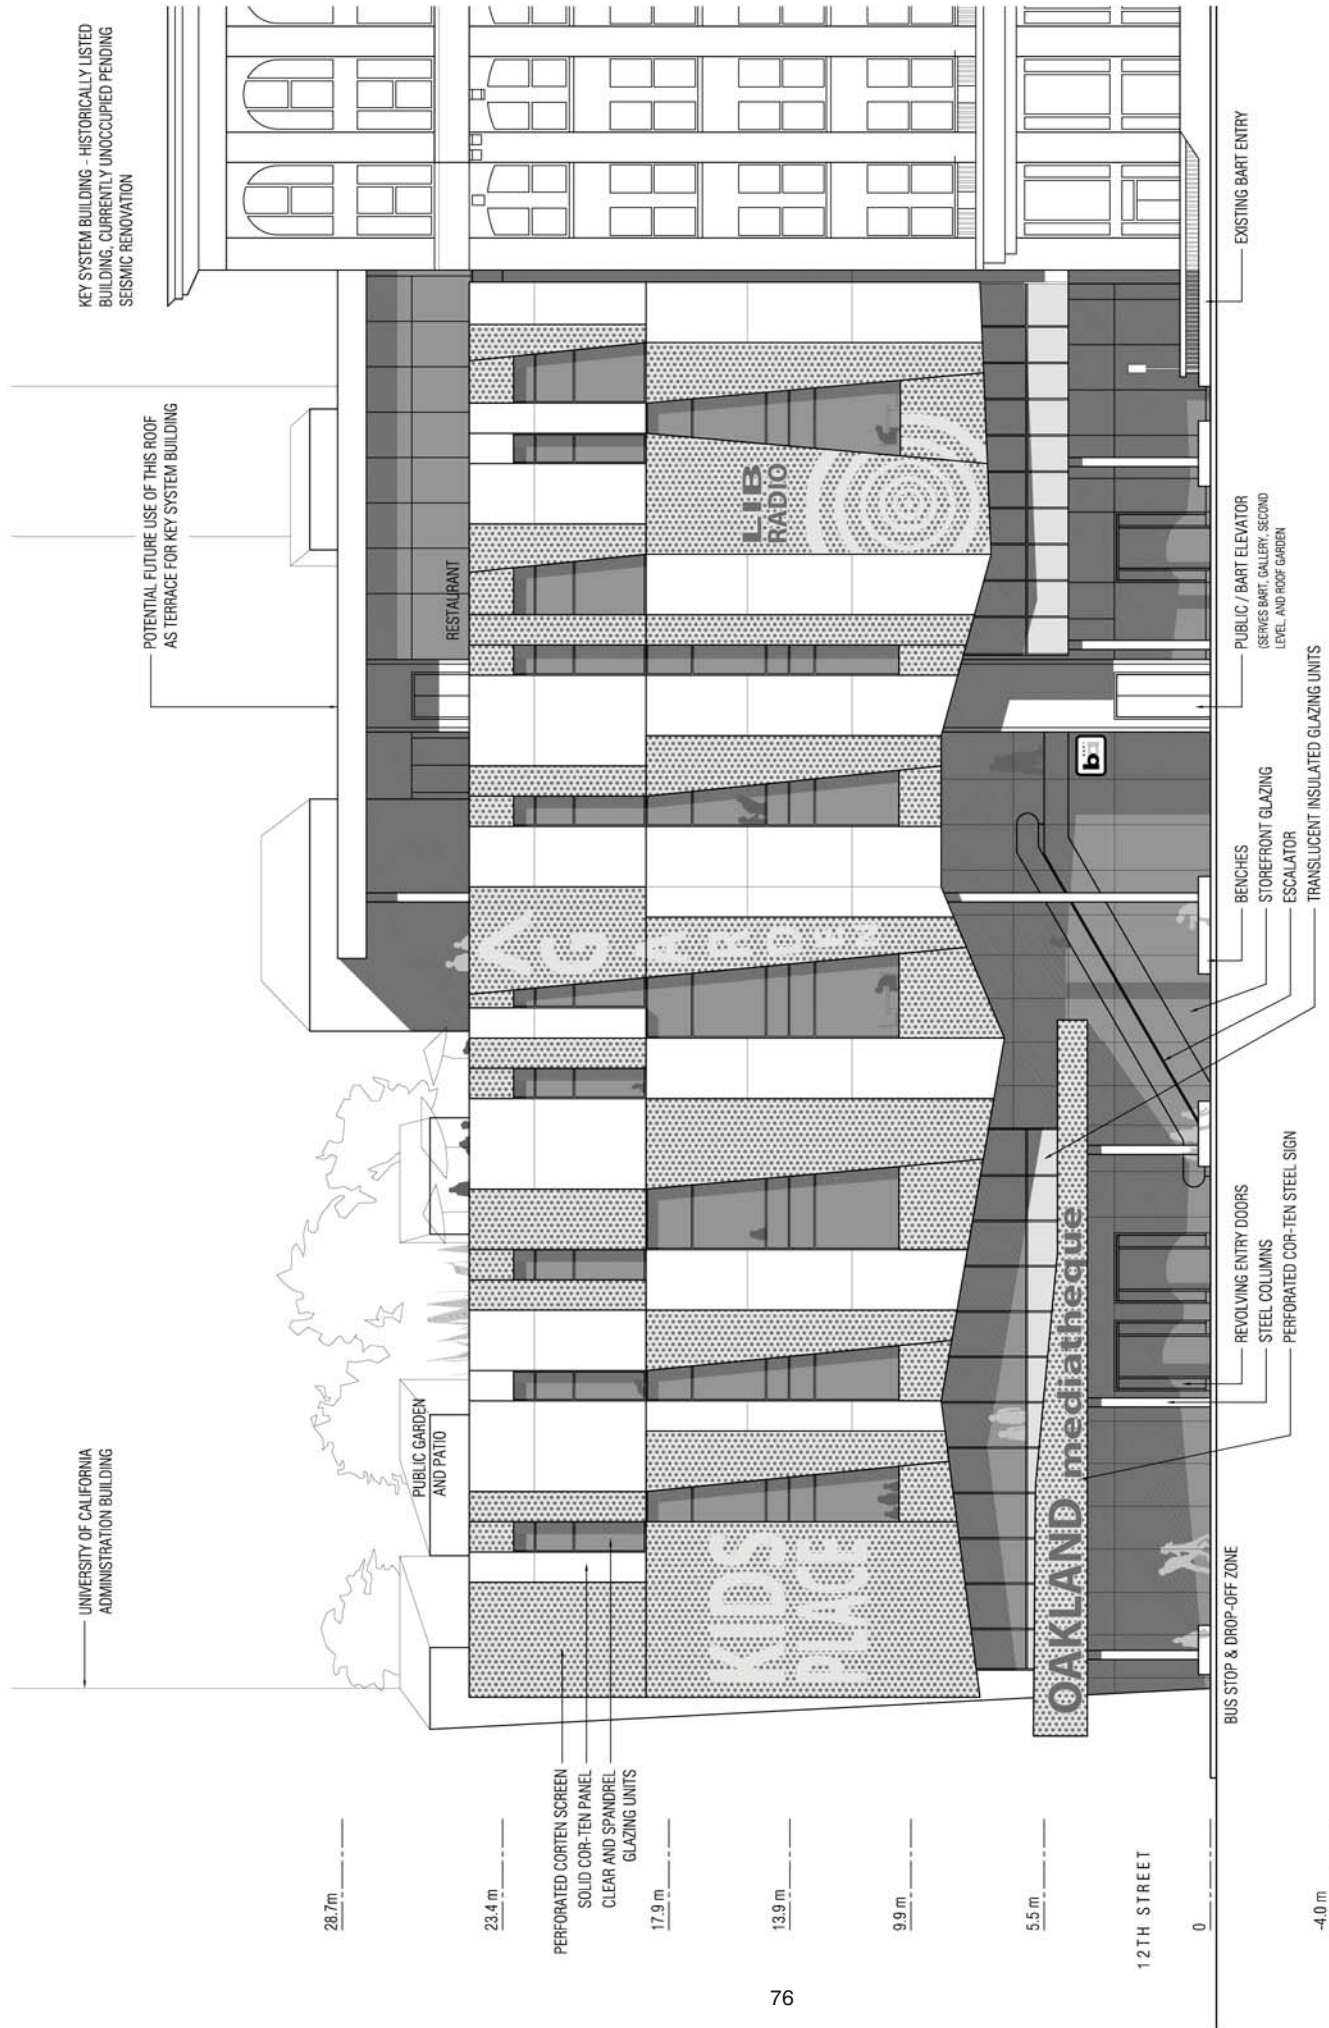 KEY SYSTEM BUILDING - HISTORICALLY LISTED
BUILDING, CURRENTLY UNOCCUPIED PENDING
SEISMIC RENOVATION
POTENTIAL FUTURE USE OF THIS ROOF
AS TERRACE FOR KEY SYSTEM BUILDING
UNIVERSITY OF CALIFORNIA
ADMINISTRATION BUILDING
PUBLIC GARDEN
AND PATIO
RESTAURANT
28.7m
23.4 m
17.9 m
13.9 m
9.9 m
5.5 m
12TH STREET
0
-4.0 m
PERFORATED CORTEN SCREEN
SOLID COR-TEN PANEL
CLEAR AND SPANDREL
GLAZING UNITS
KIDS
PLACE
< GARDEN
LIB
RADIO
OAKLAND mediatheque
ba
BUS STOP & DROP-OFF ZONE
REVOLVING ENTRY DOORS
STEEL COLUMNS
PERFORATED COR-TEN STEEL SIGN
BENCHES
STOREFRONT GLAZING
ESCALATOR
TRANSLUCENT INSULATED GLAZING UNITS
PUBLIC / BART ELEVATOR
(SERVES BART, GALLERY, SECOND
LEVEL, AND ROOF GARDEN
EXISTING BART ENTRY
76